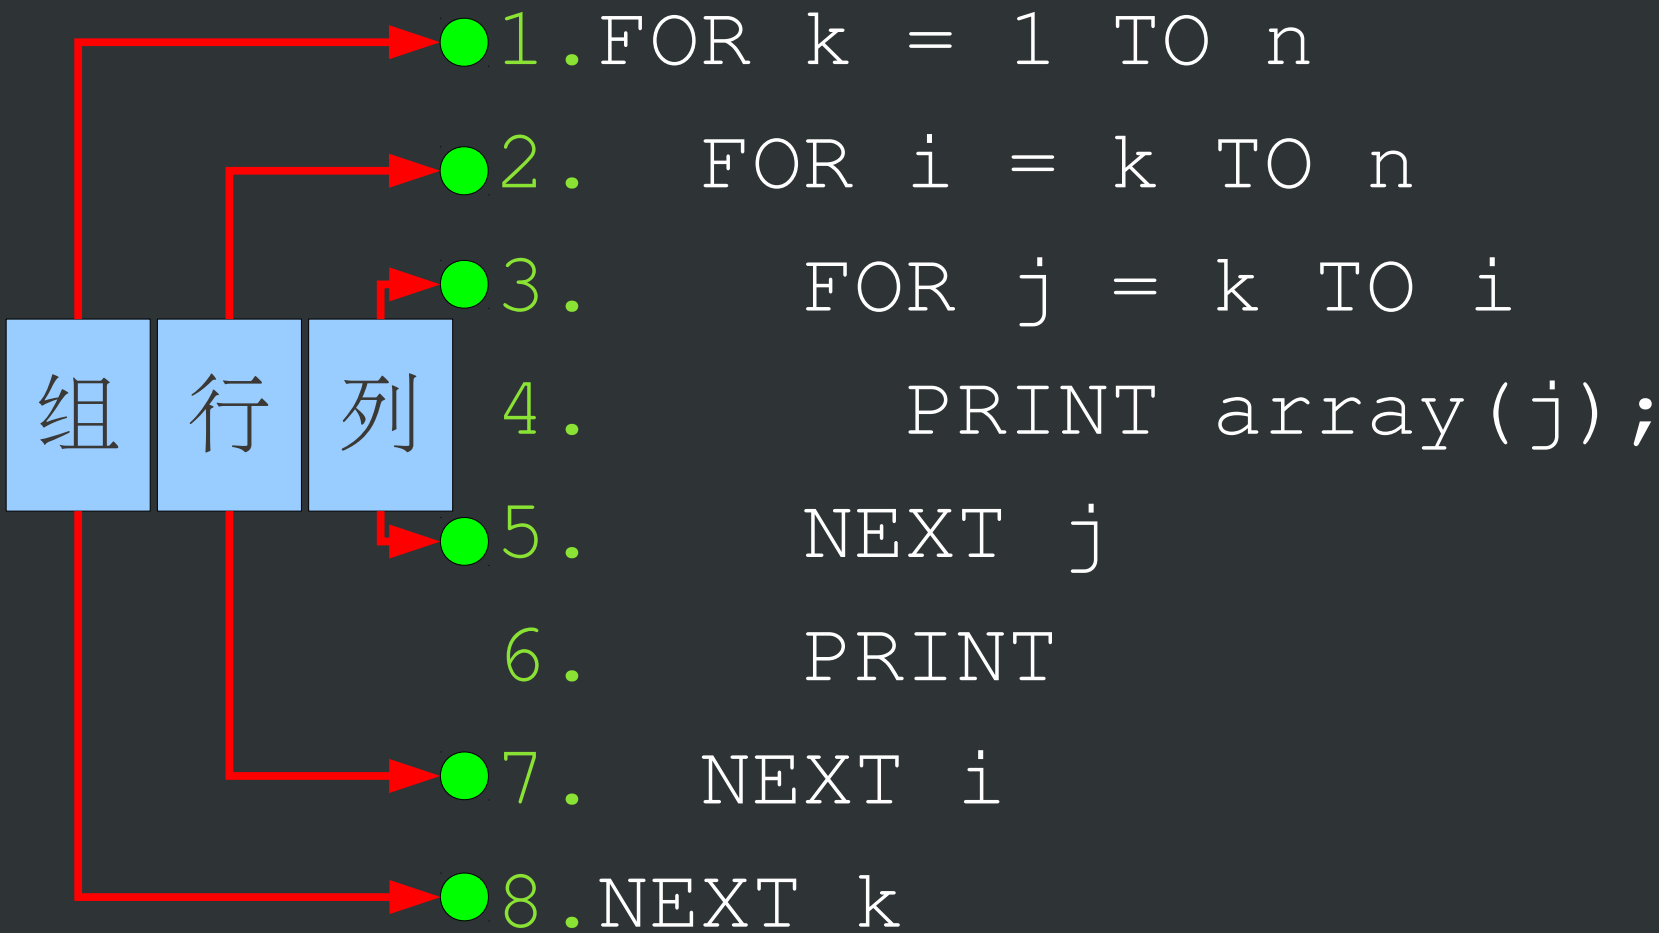 1.FOR k = 1 TO n
2.  FOR i = k TO n
3.    FOR j = k TO i
组 行 列
4.      PRINT array(j);
5.    NEXT j
6.    PRINT
7.  NEXT i
8.NEXT k